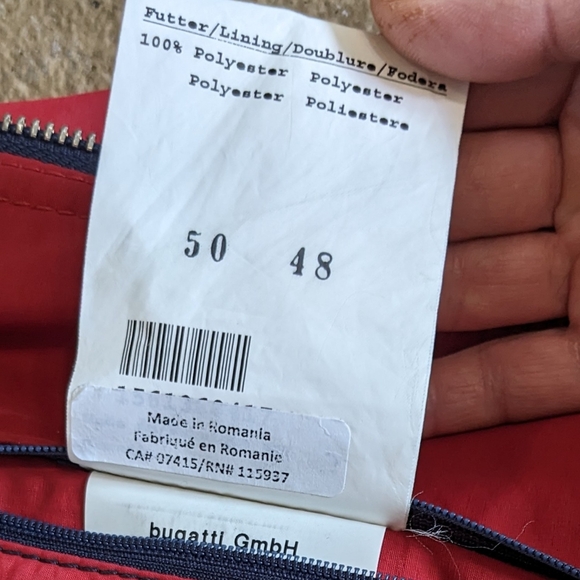 Futter/Lining/Doublure/Fodera
100% Polyester Polyester
Polyester Poliestere
50 48
Made in Romania
Fabriqué en Romanie
CA# 07415/RN# 115937
bugatti GmbH